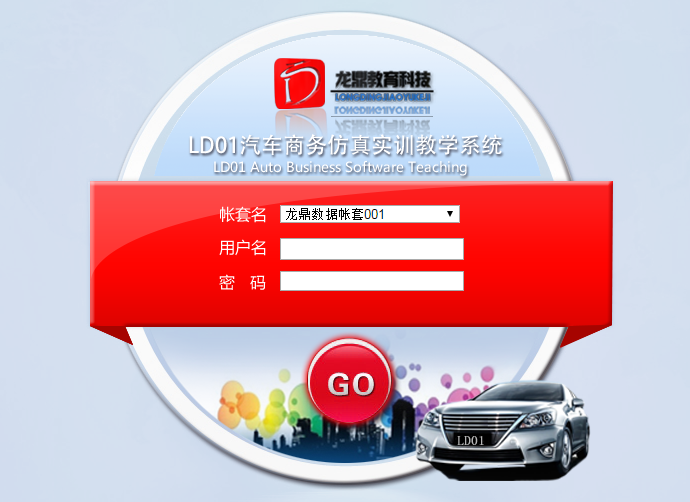 龙鼎教育科技
LONGDINGJIAOYUKEJI
LD01汽车商务仿真实训教学系统
LD01 Auto Business Software Teaching
帐套名 龙鼎数据帐套001
用户名
密 码
GO
LD01